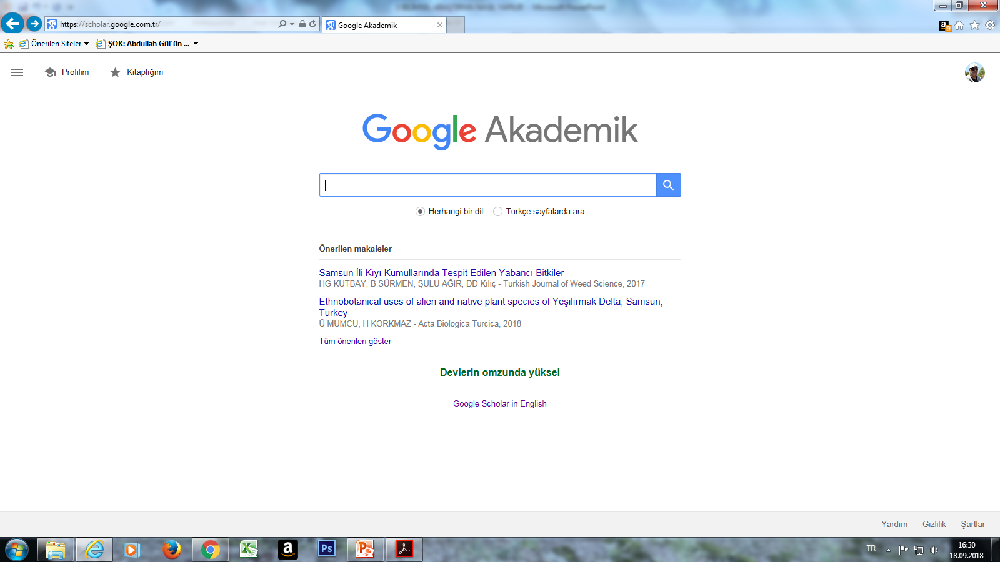 https://scholar.google.com.tr/
Google Akademik
Önerilen Siteler
ŞOK: Abdullah Gül'ün ...
Profilim
Kitaplığım
Google Akademik
Herhangi bir dil
Türkçe sayfalarda ara
Önerilen makaleler
Samsun İli Kıyı Kumullarında Tespit Edilen Yabancı Bitkiler
HG KUTBAY, B SÜRMEN, ŞULU AĞIR, DD Kılıç - Turkish Journal of Weed Science, 2017
Ethnobotanical uses of alien and native plant species of Yeşilırmak Delta, Samsun,
Turkey
Ü MUMCU, H KORKMAZ - Acta Biologica Turcica, 2018
Tüm önerileri göster
Devlerin omzunda yüksel
Google Scholar in English
Yardım
Gizlilik
Şartlar
Ps
TR
16:30
18.09.2018